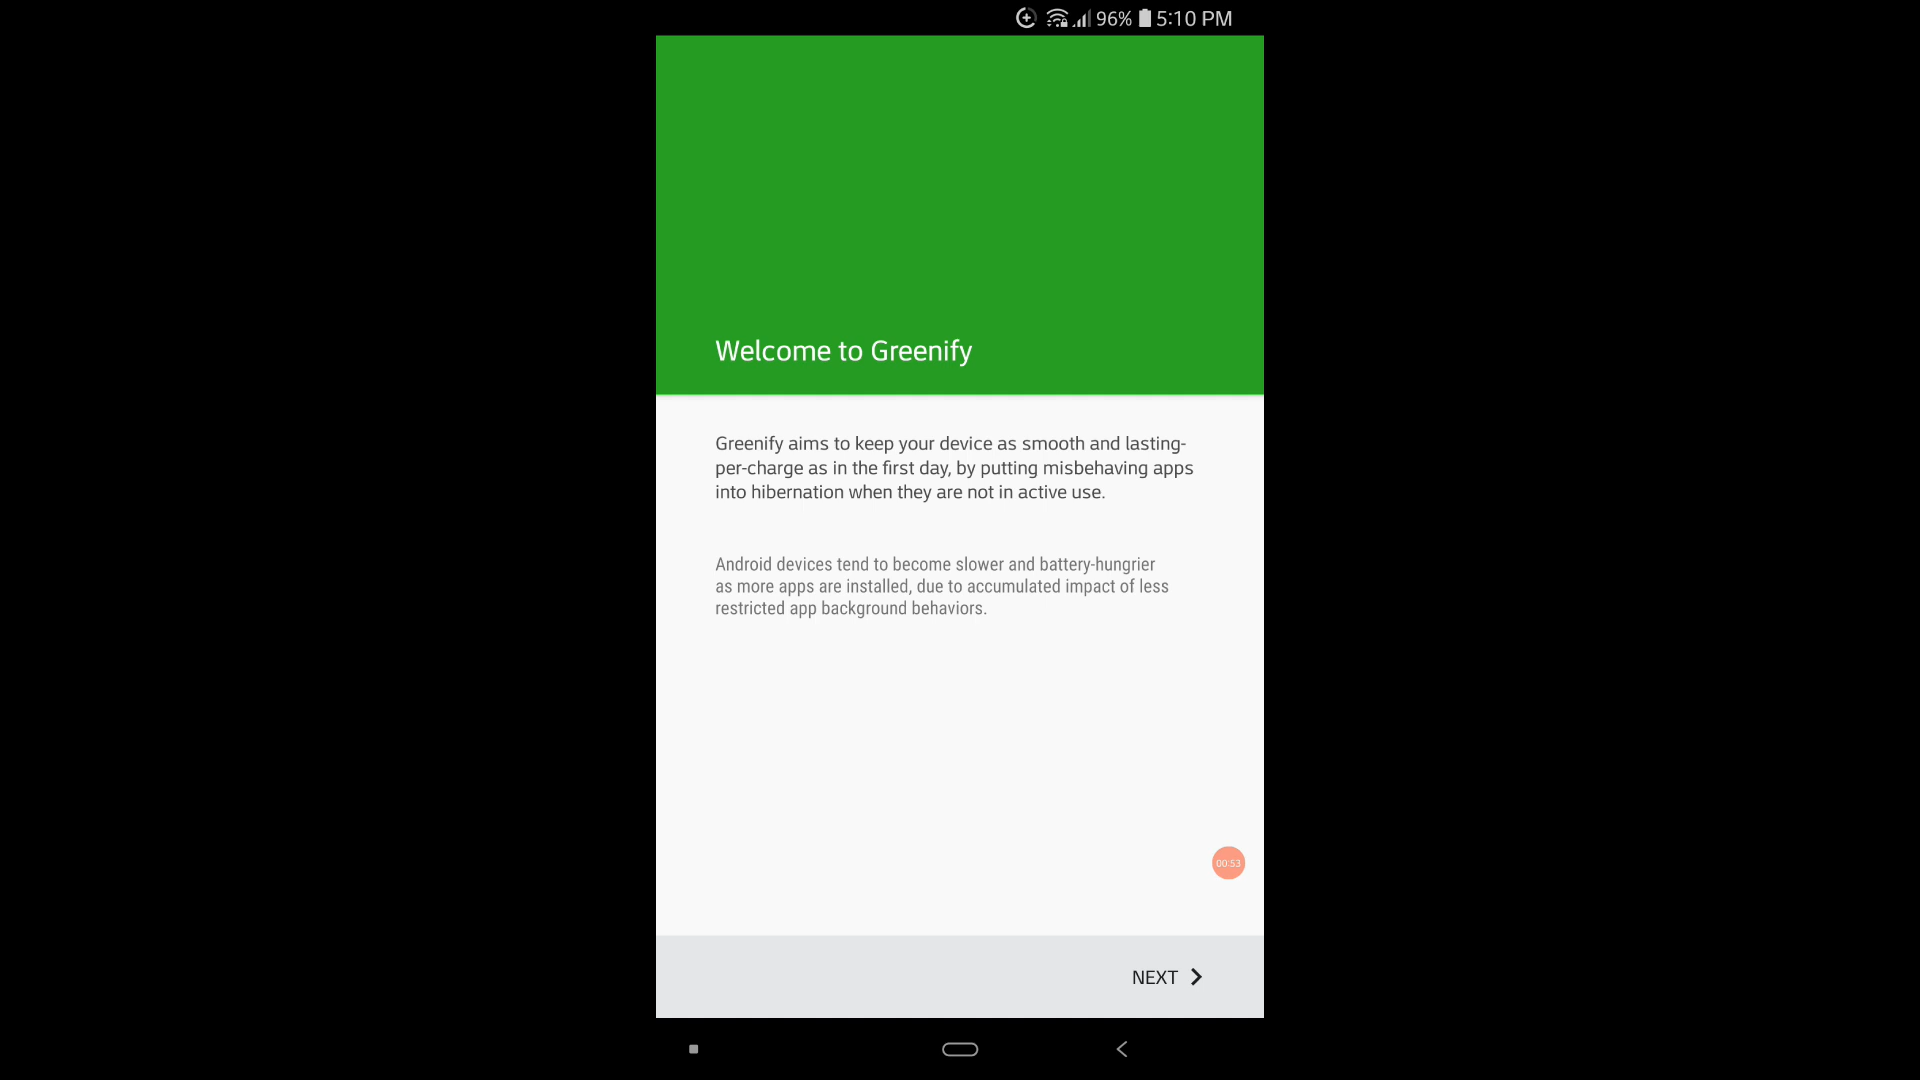 96% 5:10 PM
Welcome to Greenify
Greenify aims to keep your device as smooth and lasting-
per-charge as in the first day, by putting misbehaving apps
into hibernation when they are not in active use.
Android devices tend to become slower and battery-hungrier
as more apps are installed, due to accumulated impact of less
restricted app background behaviors.
00:53
NEXT